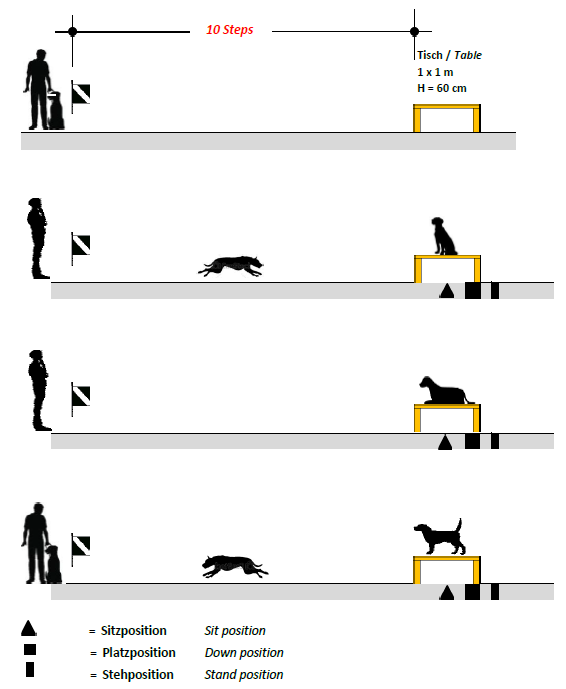 10 Steps
Tisch / Table
1 x 1 m
H = 60 cm
= Sitzposition Sit position
= Platzposition Down position
= Stehposition Stand position